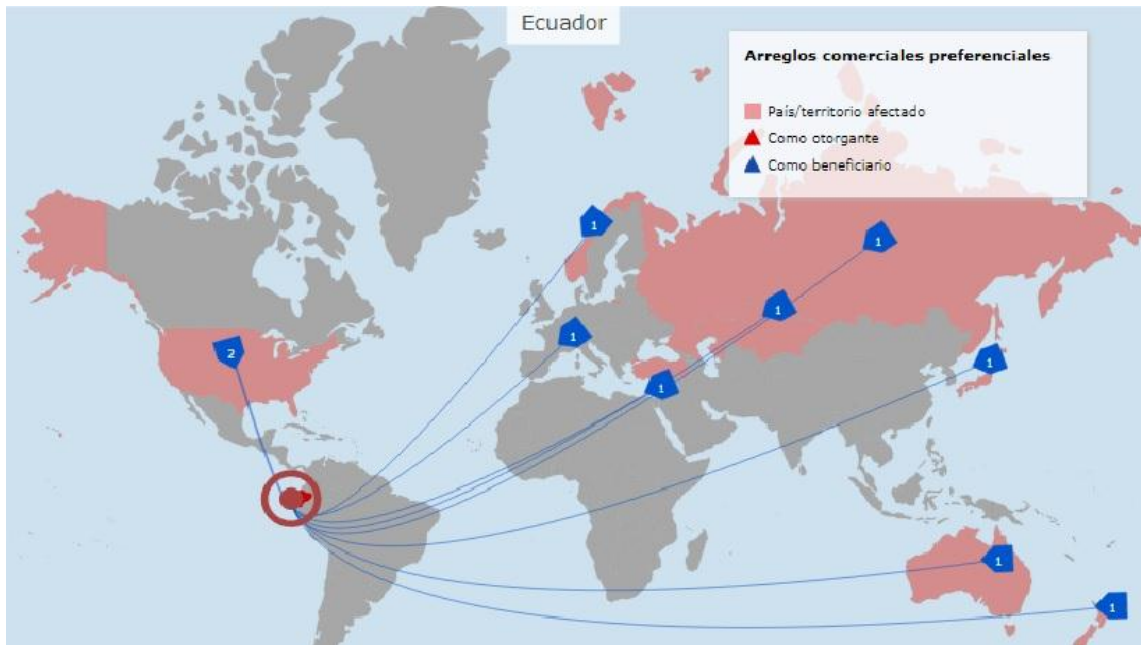 Ecuador
Arreglos comerciales preferenciales
País/territorio afectado
Como otorgante
Como beneficiario
1
1
1
1
2
1
1
1
1